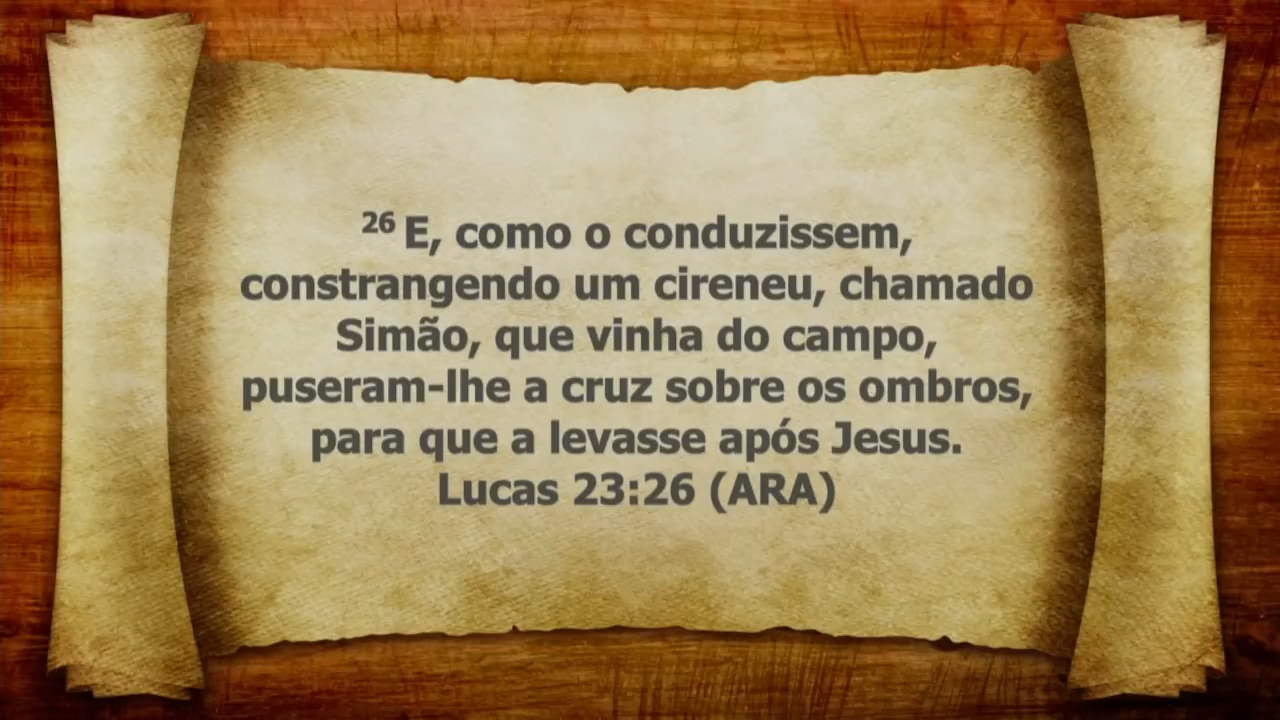 26 E, como o conduzissem,
constrangendo um cireneu, chamado
Simão, que vinha do campo,
puseram-lhe a cruz sobre os ombros,
para que a levasse após Jesus.
Lucas 23:26 (ARA)